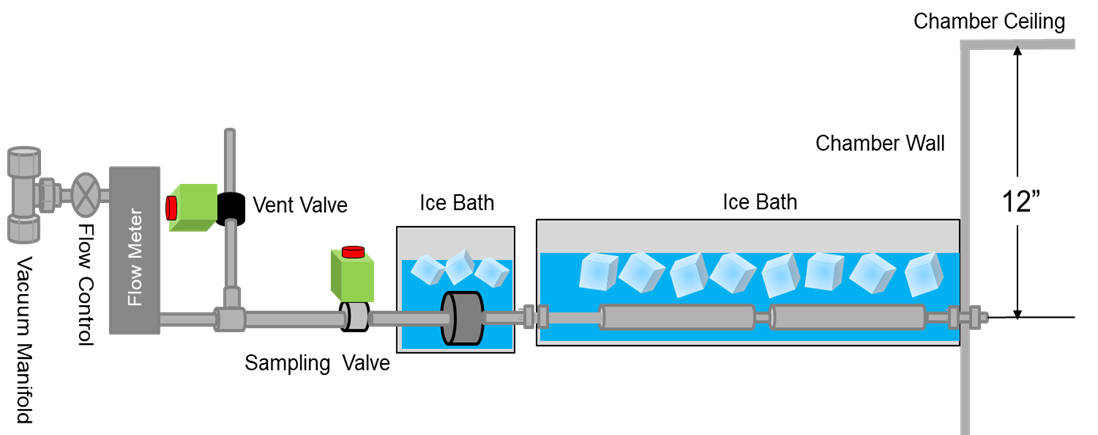 Chamber Ceiling
Chamber Wall
12”
Vent Valve
Ice Bath
Ice Bath
Flow Meter
Flow Control
Vacuum Manifold
Sampling Valve